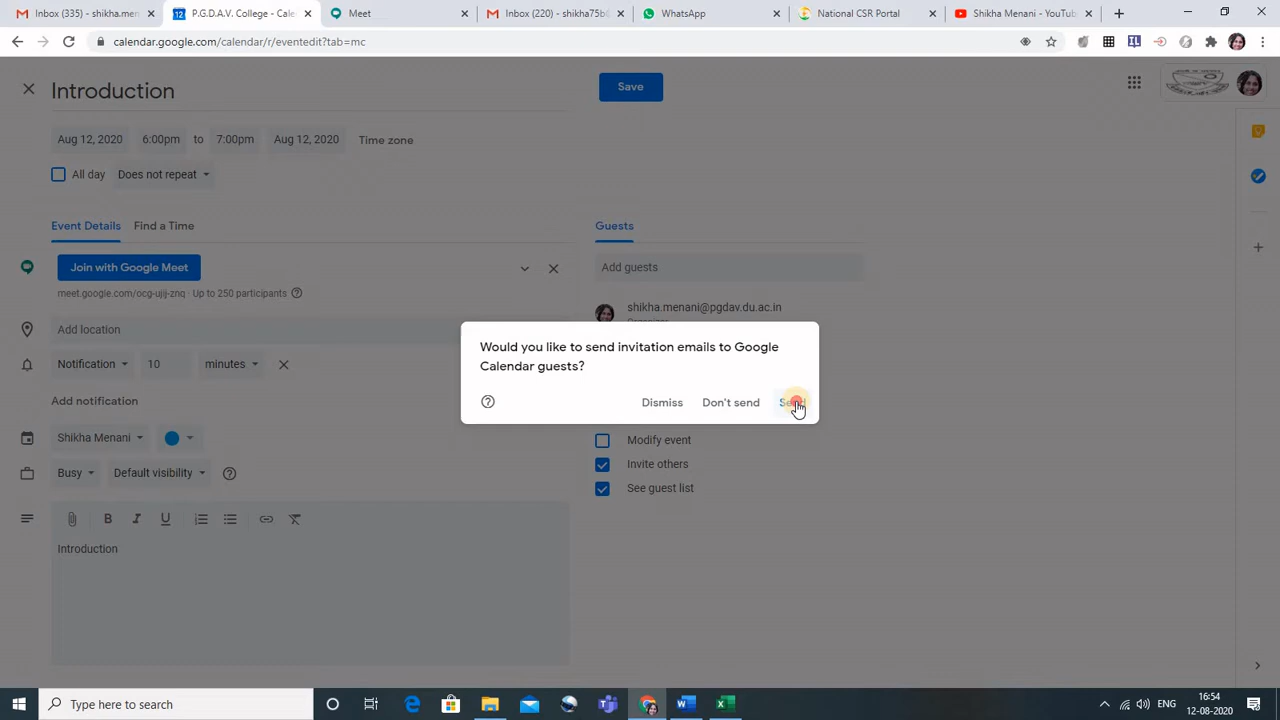 Inbox (335) - shikha.men
P.G.D.A.V. College - Cale
Meet
Inbox (220) - shikha75b
WhatsApp
National CSR Portal
Shikha Menani - YouTub
calendar.google.com/calendar/r/eventedit?tab=mc
Introduction
Save
Aug 12, 2020 6:00pm to 7:00pm Aug 12, 2020 Time zone
All day Does not repeat
Event Details Find a Time
Guests
Join with Google Meet
Add guests
meet.google.com/ocg-ujij-znq · Up to 250 participants
shikha.menani@pgdav.du.ac.in
Add location
Would you like to send invitation emails to Google
Calendar guests?
Notification 10 minutes
Dismiss Don't send Send
Add notification
Shikha Menani
Modify event
Busy Default visibility
Invite others
See guest list
B I U
Introduction
Type here to search
ENG
16:54
12-08-2020